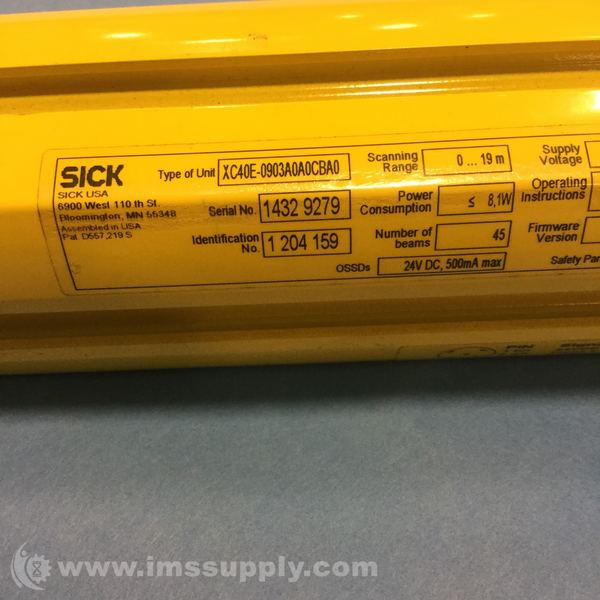 SICK
SICK USA
6900 West 110 th St.
Bloomington, MN 55348
Assembled in USA
Pat. D557,219 S
Type of Unit XC40E-0903A0A0CBA0
Serial No. 1432 9279
Identification No. 1 204 159
Scanning Range 0 ... 19 m
Power Consumption ≤ 8,1W
Number of beams 45
OSSDs 24V DC, 500mA max
Supply Voltage
Operating Instructions
Firmware Version
Safety Par
PIN
www.imssupply.com